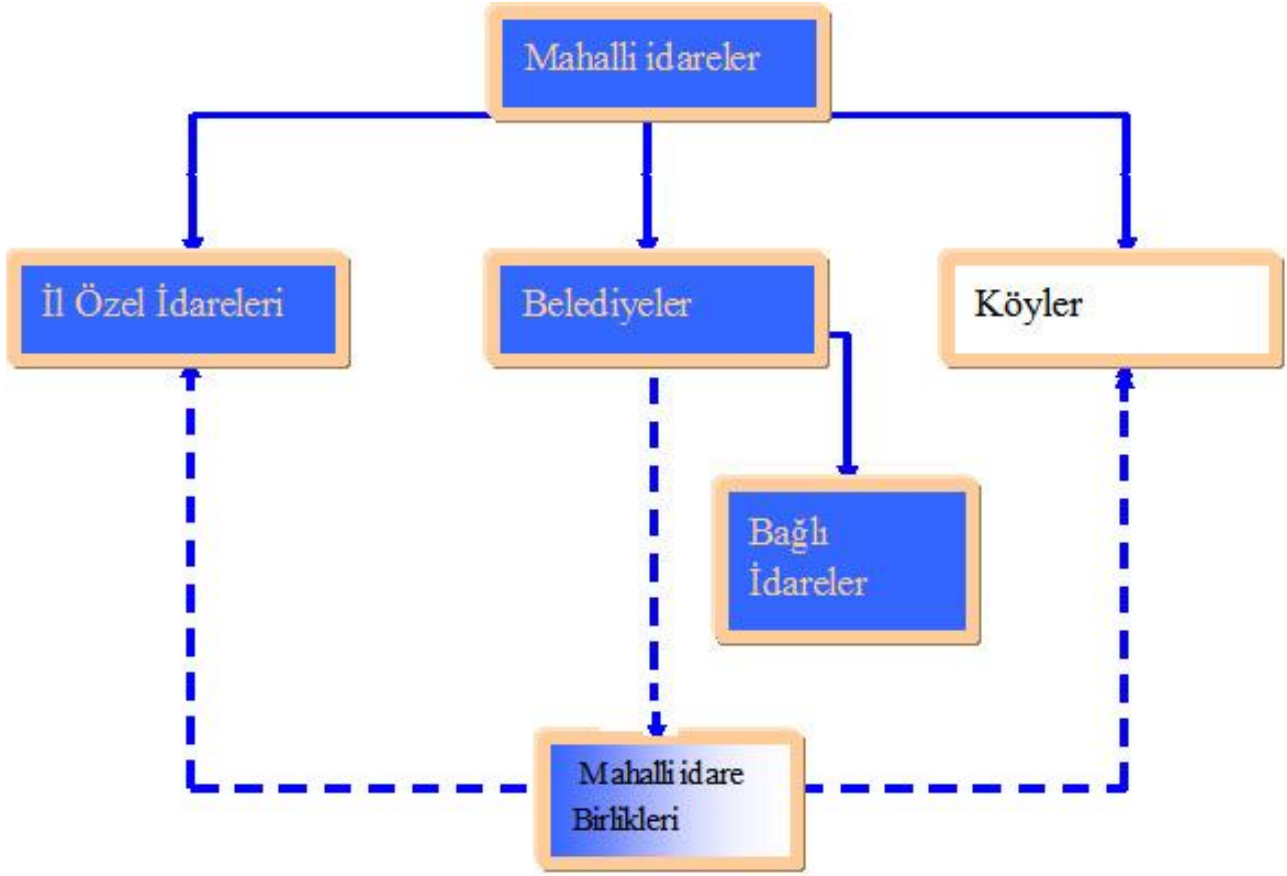 Mahalli idareler
İl Özel İdareleri
Belediyeler
Köyler
Bağlı
İdareler
Mahalli idare
Birlikleri